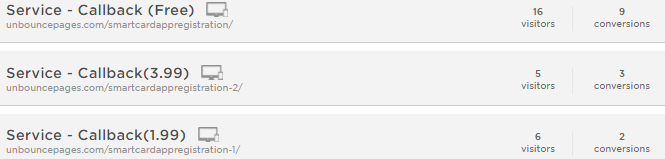 Service - Callback (Free)
16 9
unbouncepages.com/smartcardappregistration/
visitors conversions
Service - Callback(3.99)
5 3
unbouncepages.com/smartcardappregistration-2/
visitors conversions
Service - Callback(1.99)
6 2
unbouncepages.com/smartcardappregistration-1/
visitors conversions